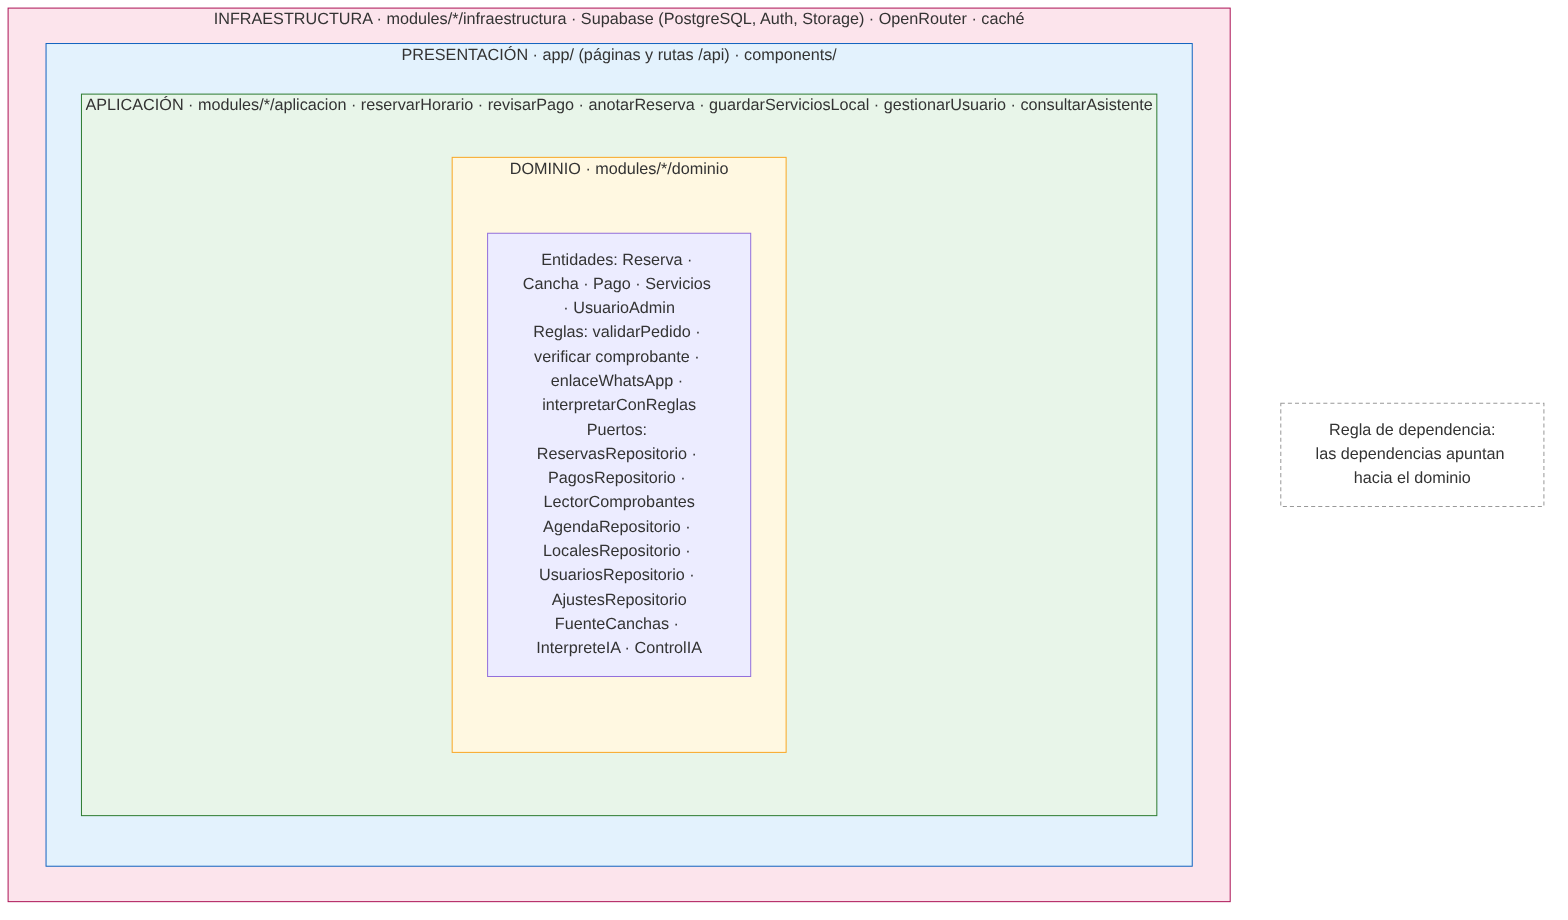 INFRAESTRUCTURA · modules/*/infraestructura · Supabase (PostgreSQL, Auth, Storage) · OpenRouter · caché
PRESENTACIÓN · app/ (páginas y rutas /api) · components/
APLICACIÓN · modules/*/aplicacion · reservarHorario · revisarPago · anotarReserva · guardarServiciosLocal · gestionarUsuario · consultarAsistente
DOMINIO · modules/*/dominio
Entidades: Reserva ·
Cancha · Pago · Servicios
· UsuarioAdmin
Reglas: validarPedido ·
verificar comprobante ·
enlaceWhatsApp ·
interpretarConReglas
Puertos:
ReservasRepositorio ·
PagosRepositorio ·
LectorComprobantes
AgendaRepositorio ·
LocalesRepositorio ·
UsuariosRepositorio ·
AjustesRepositorio
FuenteCanchas ·
InterpreteIA · ControlIA
Regla de dependencia:
las dependencias apuntan
hacia el dominio